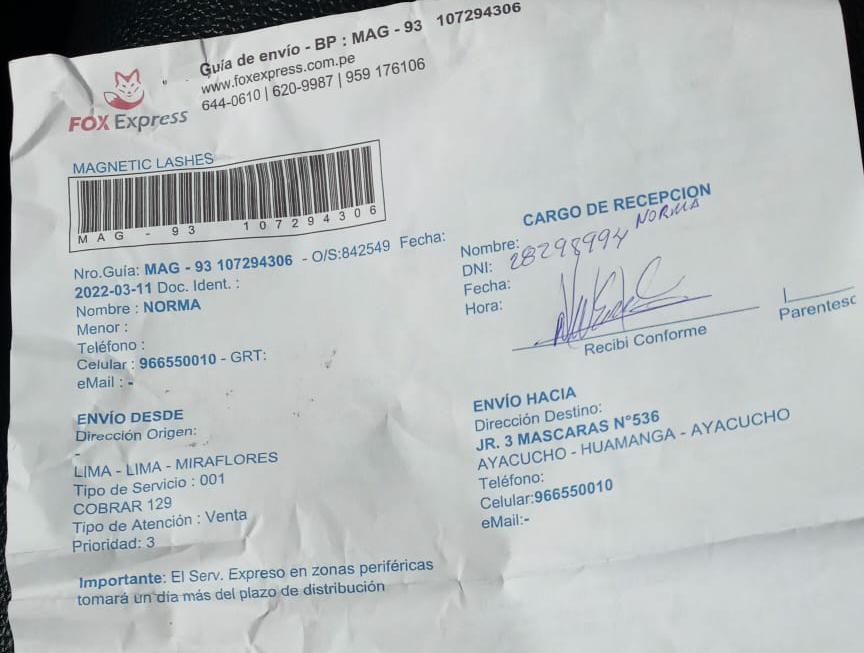 FOX Express
Guía de envío - BP : MAG - 93 107294306
www.foxexpress.com.pe
644-0610 | 620-9987 | 959 176106
MAGNETIC LASHES
MAG - 93 107294306
Nro.Guía: MAG - 93 107294306 - O/S:842549 Fecha:
2022-03-11 Doc. Ident. :
Nombre : NORMA
Menor :
Teléfono :
Celular : 966550010 - GRT:
eMail : -
ENVÍO DESDE
Dirección Origen:
-
LIMA - LIMA - MIRAFLORES
Tipo de Servicio : 001
COBRAR 129
Tipo de Atención : Venta
Prioridad: 3
Importante: El Serv. Expreso en zonas periféricas
tomará un día más del plazo de distribución
CARGO DE RECEPCION
Nombre: NORMA
DNI: 28298994
Fecha:
Hora:
Recibi Conforme
Parentesc
ENVÍO HACIA
Dirección Destino:
JR. 3 MASCARAS N°536
AYACUCHO - HUAMANGA - AYACUCHO
Teléfono:
Celular:966550010
eMail:-